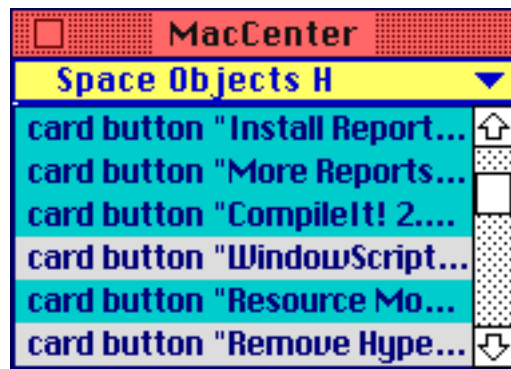 MacCenter
Space Objects H
card button "Install Report...
card button "More Reports...
card button "CompileIt! 2....
card button "WindowScript...
card button "Resource Mo...
card button "Remove Hype...